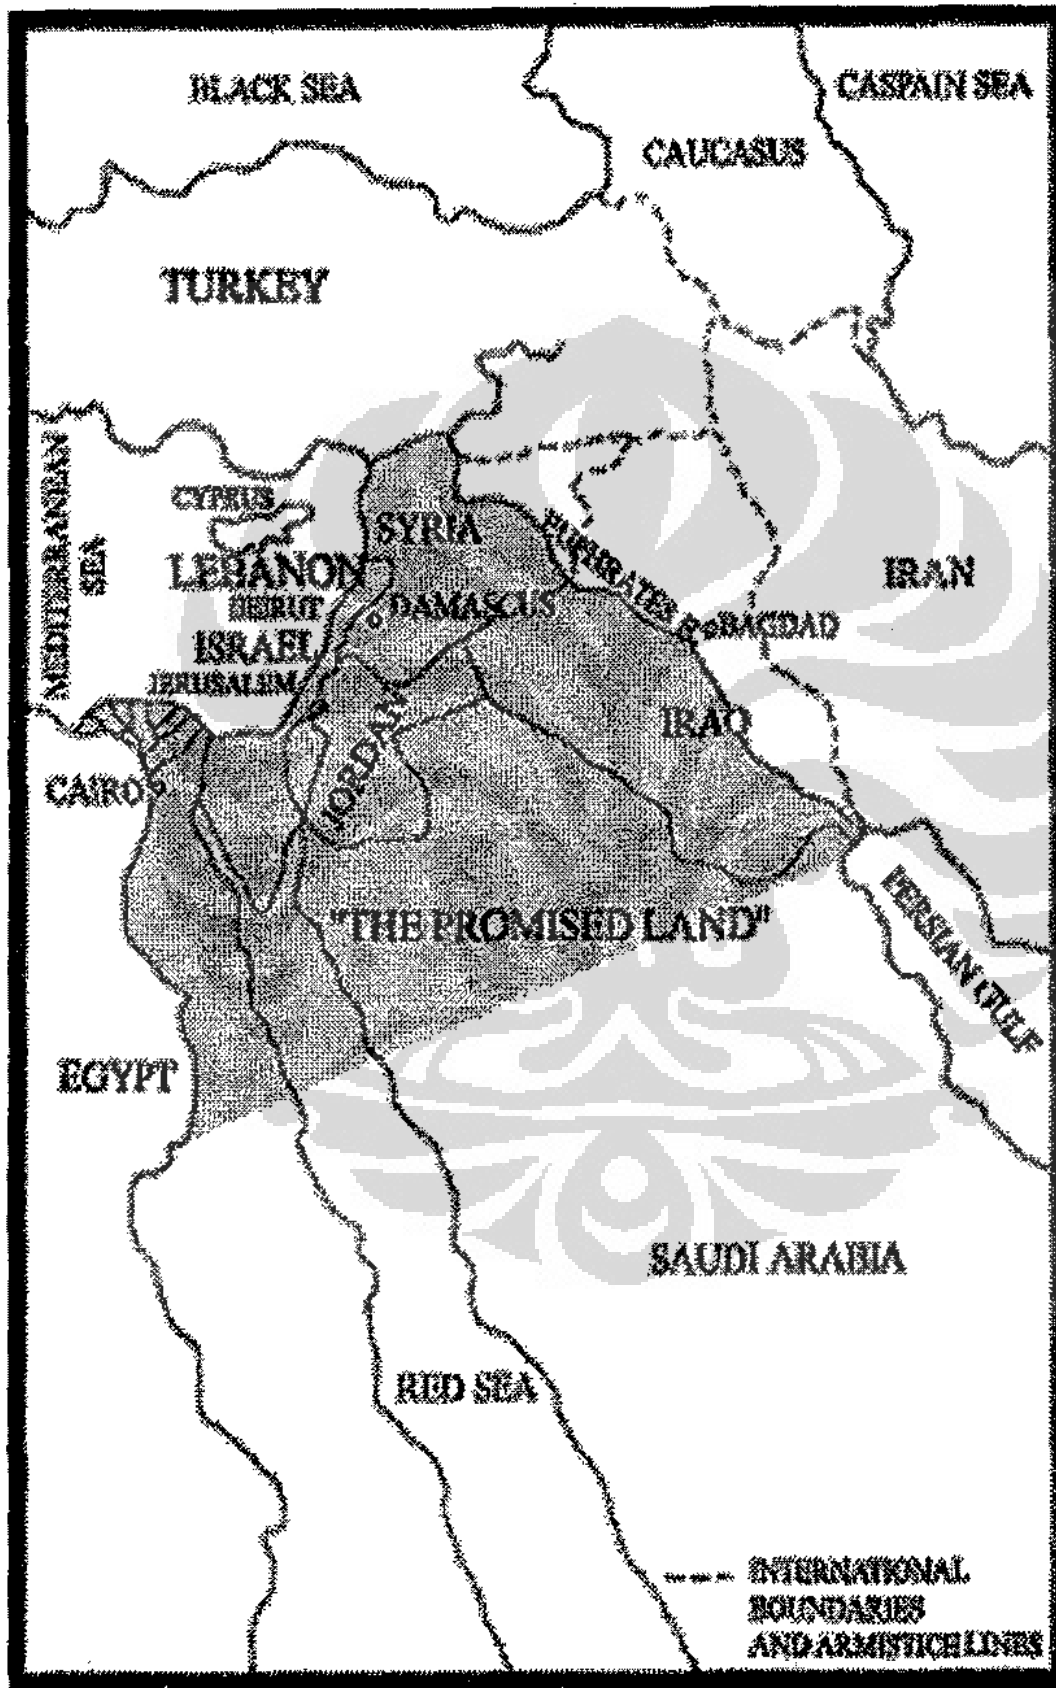 BLACK SEA
CASPAIN SEA
CAUCASUS
TURKEY
MEDITERRANEAN
SEA
CYPRUS
SYRIA
LEBANON
EUPHRATES R
IRAN
BEIRUT
DAMASCUS
BAGDAD
ISRAEL
JERUSALEM
JORDAN
IRAQ
CAIRO
"THE PROMISED LAND"
PERSIAN GULF
EGYPT
SAUDI ARABIA
RED SEA
INTERNATIONAL
BOUNDARIES
AND ARMISTICE LINES